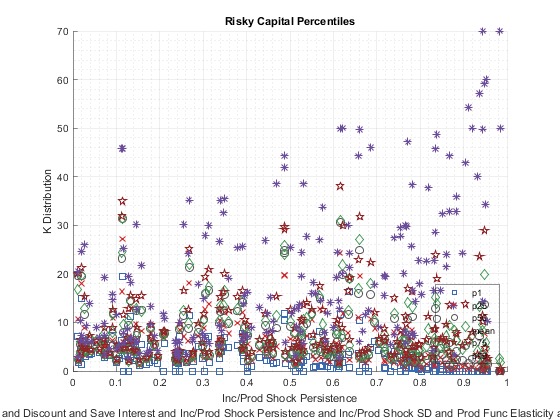 Risky Capital Percentiles
70
60
50
40
30
20
10
0
K Distribution
p1
mean
0 0.1 0.2 0.3 0.4 0.5 0.6 0.7 0.8 0.9 1
Inc/Prod Shock Persistence
and Discount and Save Interest and Inc/Prod Shock Persistence and Inc/Prod Shock SD and Prod Func Elasticity a